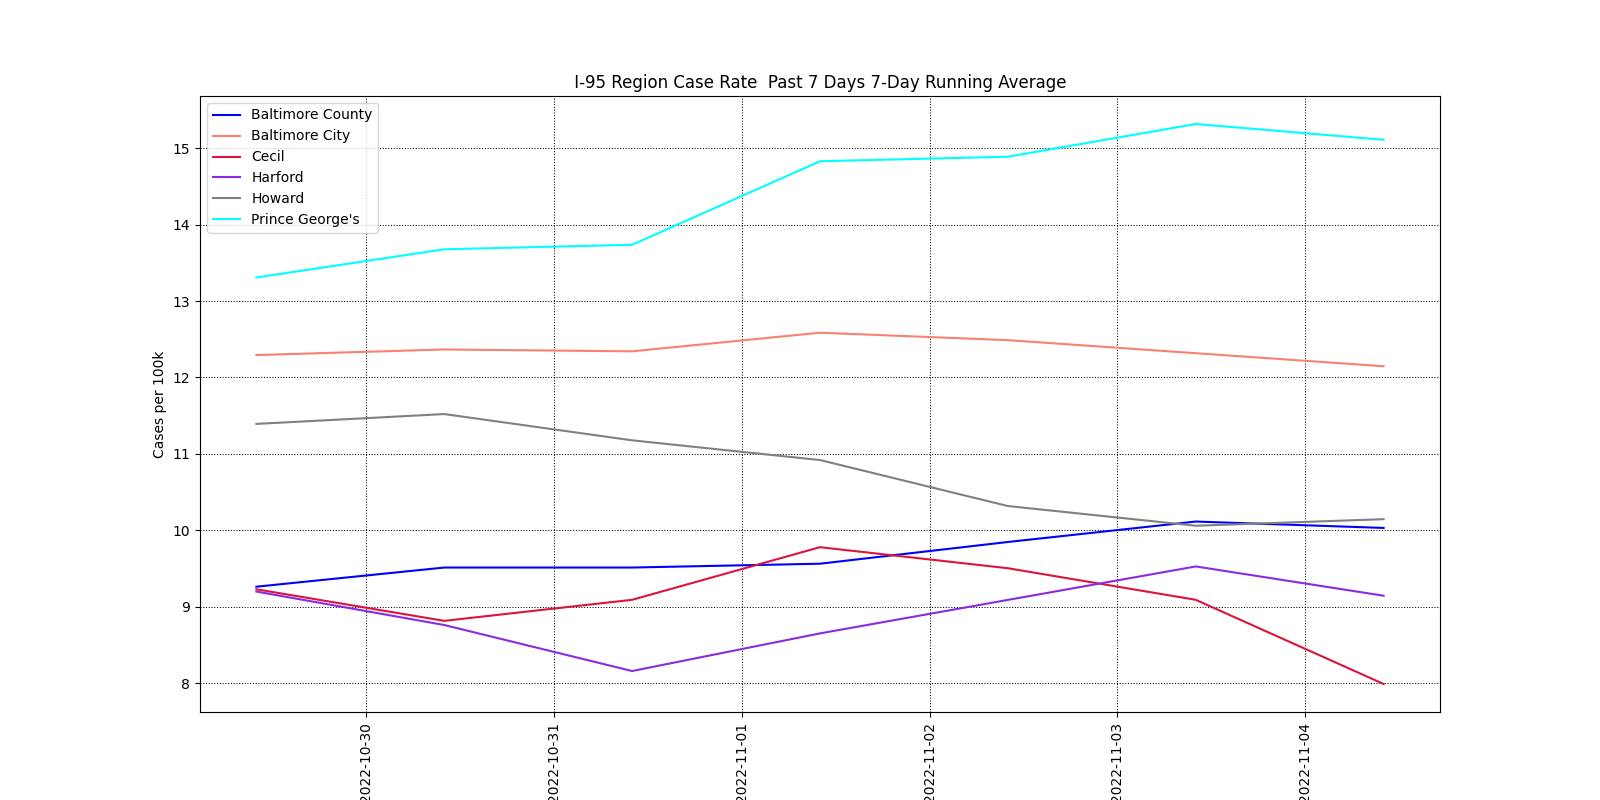 I-95 Region Case Rate  Past 7 Days 7-Day Running Average
Baltimore County
Baltimore City
Cecil
Harford
Howard
Prince George's
Cases per 100k
15
14
13
12
11
10
9
8
2022-10-30
2022-10-31
2022-11-01
2022-11-02
2022-11-03
2022-11-04